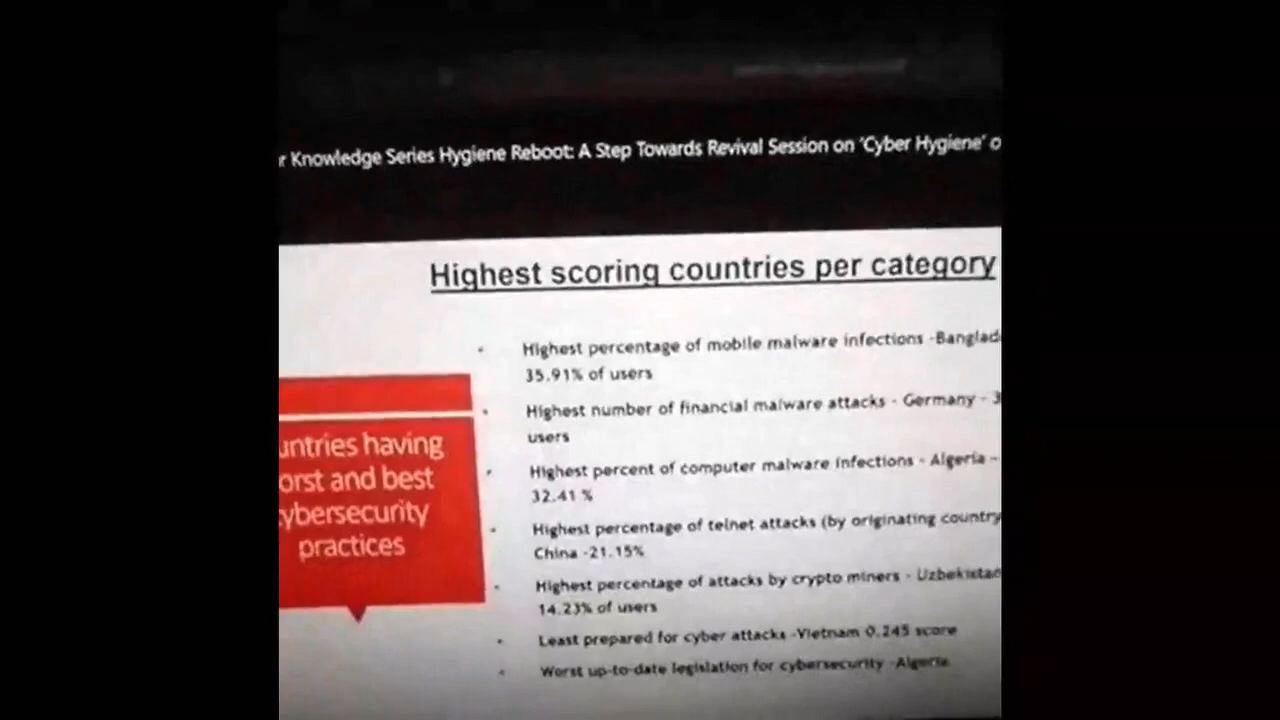 r Knowledge Series Hygiene Reboot: A Step Towards Revival Session on 'Cyber Hygiene' o
Highest scoring countries per category
untries having
orst and best
ybersecurity
practices
• Highest percentage of mobile malware infections -Banglad
35.91% of users
• Highest number of financial malware attacks - Germany - 3
users
• Highest percent of computer malware infections - Algeria –
32.41 %
• Highest percentage of telnet attacks (by originating country
China -21.15%
• Highest percentage of attacks by crypto miners - Uzbekistan
14.23% of users
• Least prepared for cyber attacks -Vietnam 0.245 score
• Worst up-to-date legislation for cybersecurity -Algeria